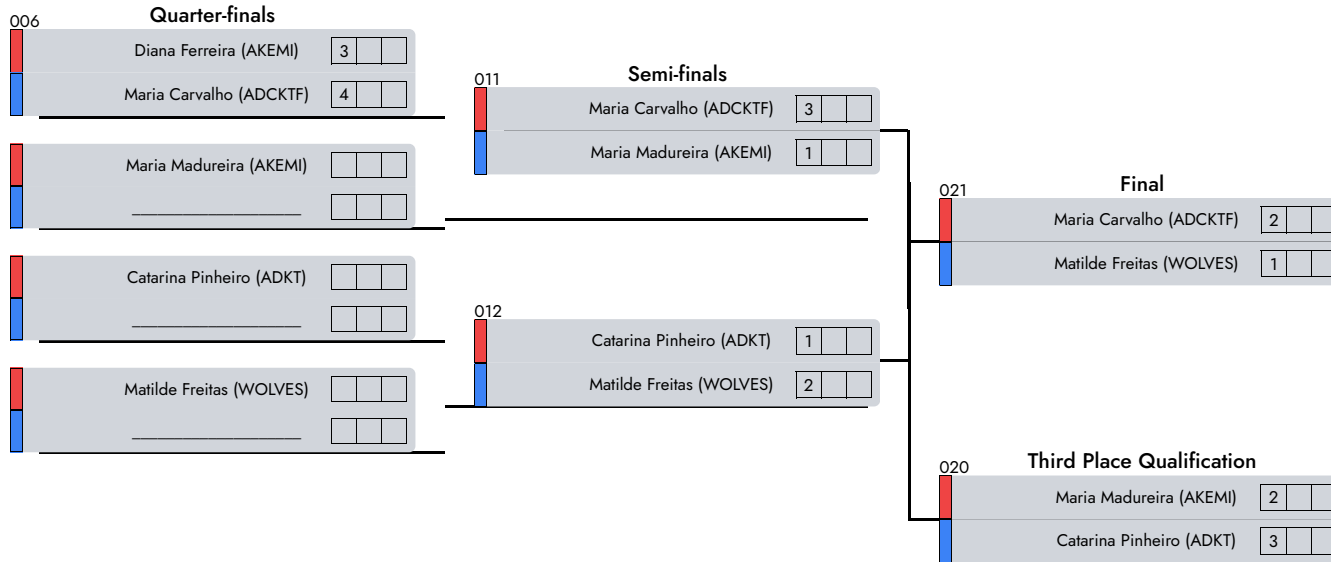 Quarter-finals
006
Diana Ferreira (AKEMI) 3
Maria Carvalho (ADCKTF) 4
Maria Madureira (AKEMI)
____________________
Catarina Pinheiro (ADKT)
____________________
Matilde Freitas (WOLVES)
____________________
Semi-finals
011
Maria Carvalho (ADCKTF) 3
Maria Madureira (AKEMI) 1
012
Catarina Pinheiro (ADKT) 1
Matilde Freitas (WOLVES) 2
Final
021
Maria Carvalho (ADCKTF) 2
Matilde Freitas (WOLVES) 1
Third Place Qualification
020
Maria Madureira (AKEMI) 2
Catarina Pinheiro (ADKT) 3